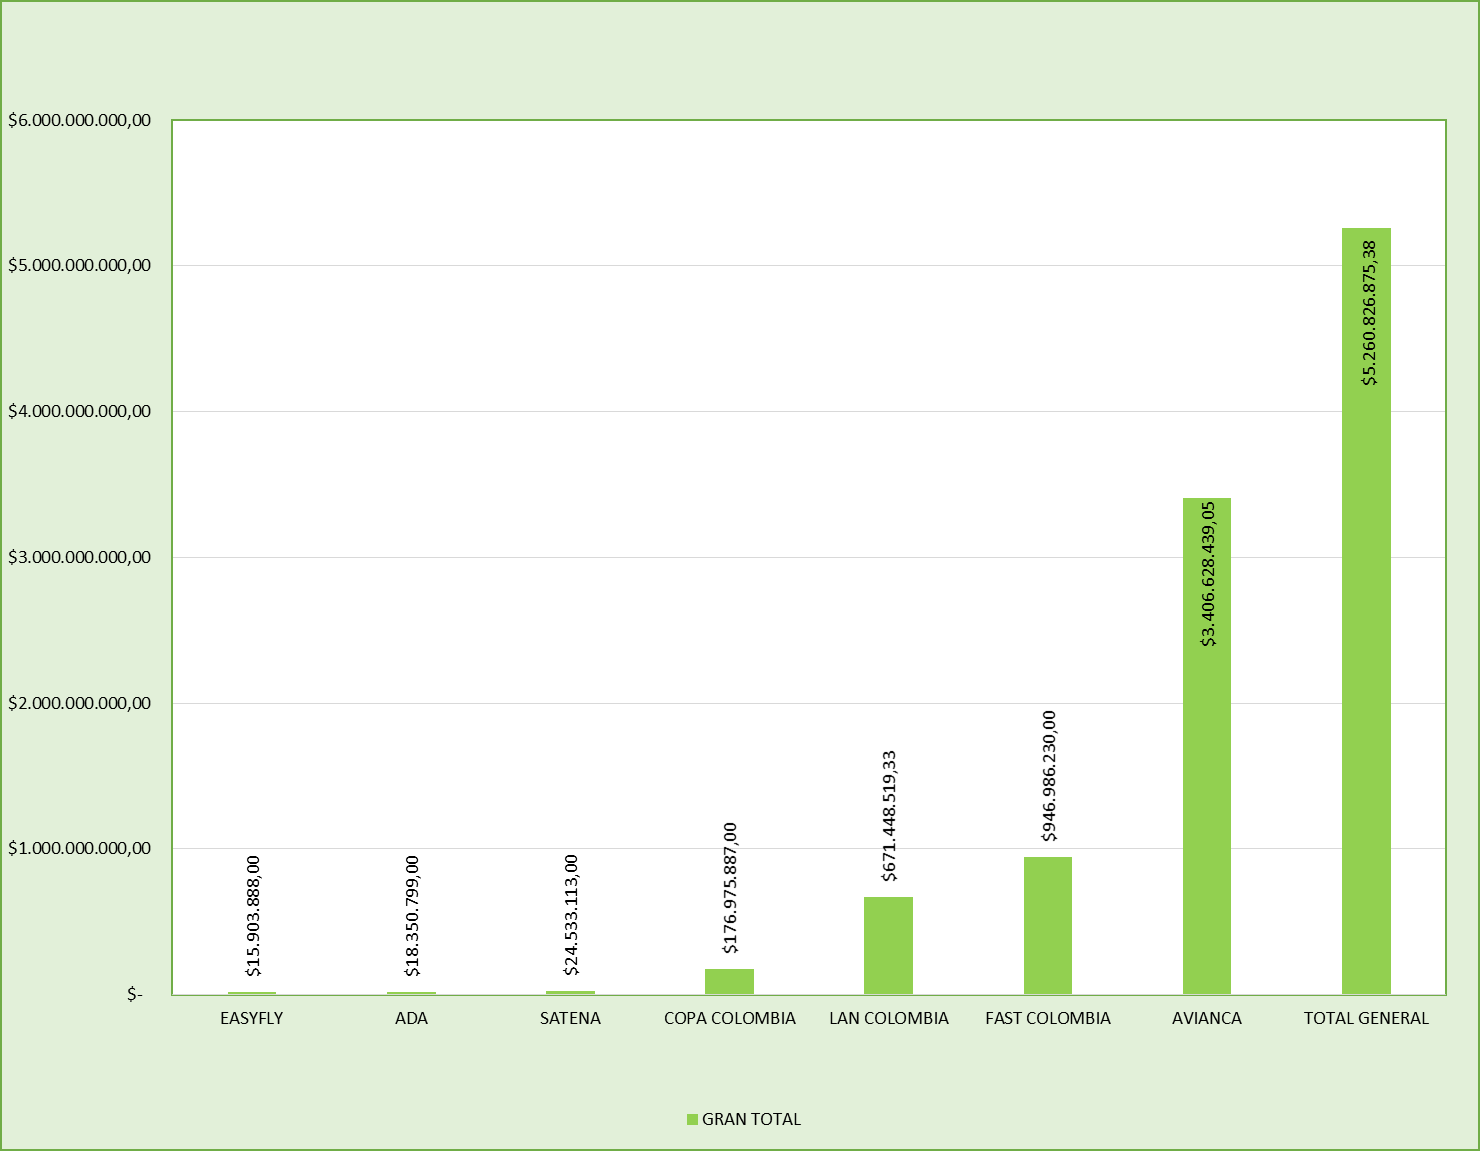 $6.000.000.000,00
$5.000.000.000,00
$4.000.000.000,00
$3.000.000.000,00
$2.000.000.000,00
$1.000.000.000,00
$-
$15.903.888,00
$18.350.799,00
$24.533.113,00
$176.975.887,00
$671.448.519,33
$946.986.230,00
$3.406.628.439,05
$5.260.826.875,38
EASYFLY
ADA
SATENA
COPA COLOMBIA
LAN COLOMBIA
FAST COLOMBIA
AVIANCA
TOTAL GENERAL
GRAN TOTAL